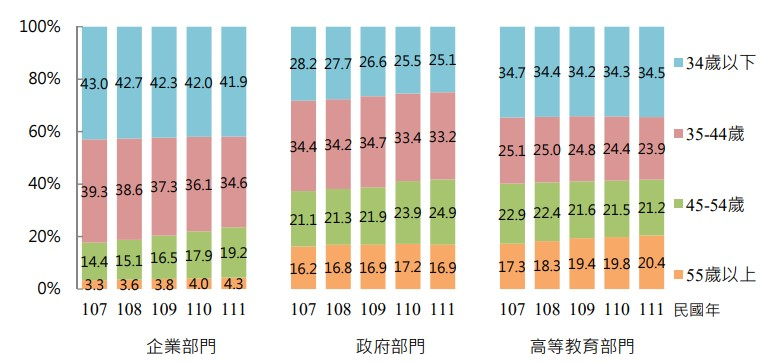 100%
80%
60%
40%
20%
0%
43.0 42.7 42.3 42.0 41.9
39.3 38.6 37.3 36.1 34.6
14.4 15.1 16.5 17.9 19.2
3.3 3.6 3.8 4.0 4.3
107 108 109 110 111
企業部門
28.2 27.7 26.6 25.5 25.1
34.4 34.2 34.7 33.4 33.2
21.1 21.3 21.9 23.9 24.9
16.2 16.8 16.9 17.2 16.9
107 108 109 110 111
政府部門
34.7 34.4 34.2 34.3 34.5
25.1 25.0 24.8 24.4 23.9
22.9 22.4 21.6 21.5 21.2
17.3 18.3 19.4 19.8 20.4
107 108 109 110 111
高等教育部門
34歲以下
35-44歲
45-54歲
55歲以上
民國年